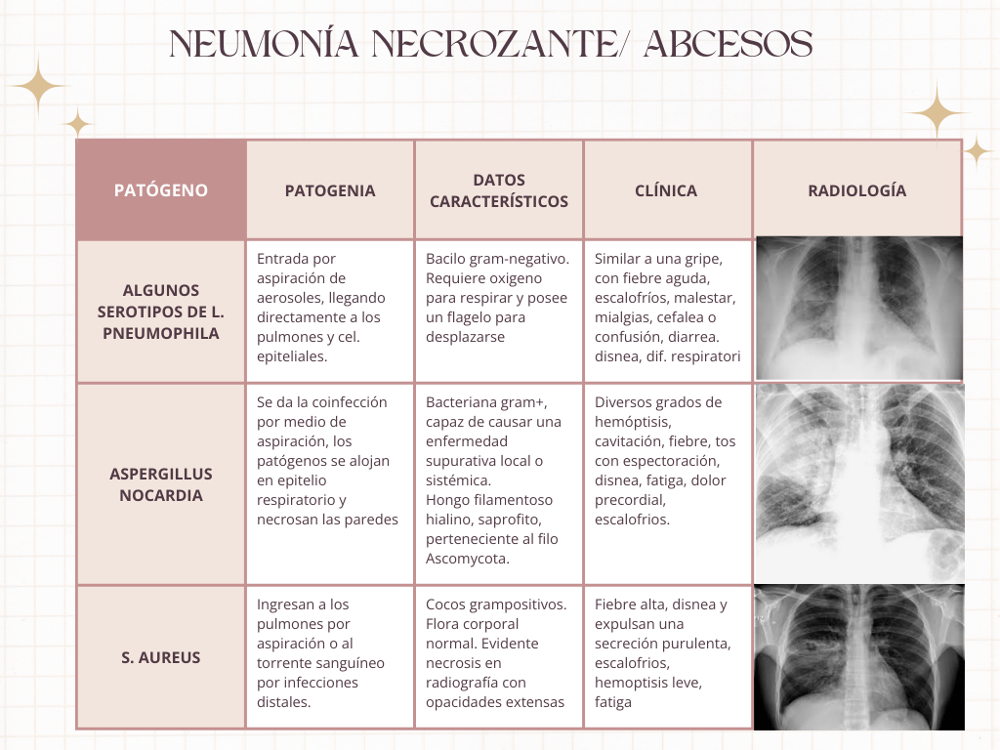 NEUMONÍA NECROZANTE/ ABCESOS
PATÓGENO
PATOGENIA
DATOS
CARACTERÍSTICOS
CLÍNICA
RADIOLOGÍA
ALGUNOS
SEROTIPOS DE L.
PNEUMOPHILA
Entrada por
aspiración de
aerosoles, llegando
directamente a los
pulmones y cel.
epiteliales.
Bacilo gram-negativo.
Requiere oxigeno
para respirar y posee
un flagelo para
desplazarse
Similar a una gripe,
con fiebre aguda,
escalofríos, malestar,
mialgias, cefalea o
confusión, diarrea.
disnea, dif. respiratori
ASPERGILLUS
NOCARDIA
Se da la coinfección
por medio de
aspiración, los
patógenos se alojan
en epitelio
respiratorio y
necrosan las paredes
Bacteriana gram+,
capaz de causar una
enfermedad
supurativa local o
sistémica.
Hongo filamentoso
hialino, saprofito,
perteneciente al filo
Ascomycota.
Diversos grados de
hemóptisis,
cavitación, fiebre, tos
con espectoración,
disnea, fatiga, dolor
precordial,
escalofrios.
S. AUREUS
Ingresan a los
pulmones por
aspiración o al
torrente sanguíneo
por infecciones
distales.
Cocos grampositivos.
Flora corporal
normal. Evidente
necrosis en
radiografía con
opacidades extensas
Fiebre alta, disnea y
expulsan una
secreción purulenta,
escalofrios,
hemoptisis leve,
fatiga